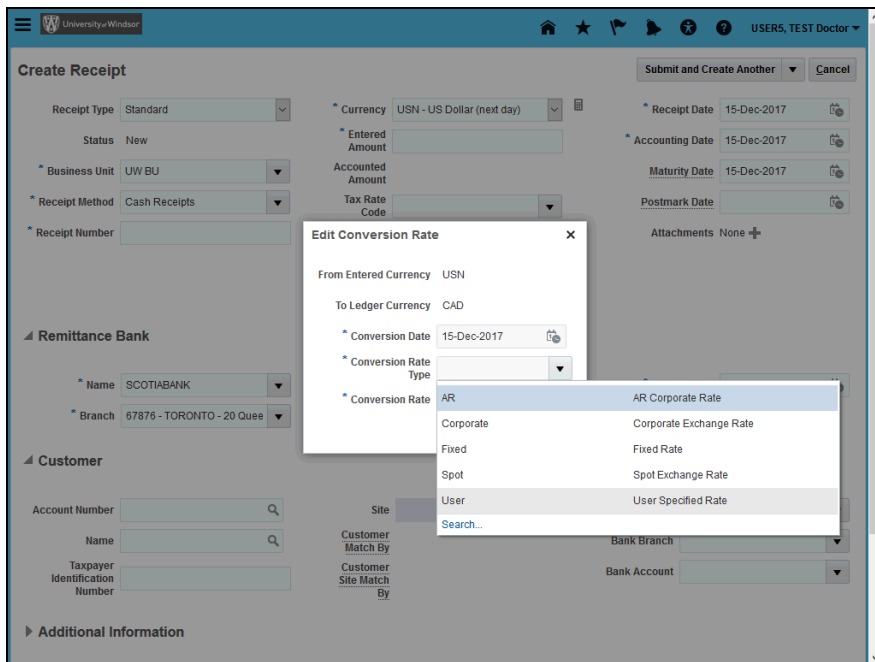 University of Windsor
USER5, TEST Doctor
Create Receipt
Submit and Create Another
Cancel
Receipt Type Standard
* Currency USN - US Dollar (next day)
* Receipt Date 15-Dec-2017
Status New
* Entered
Amount
* Accounting Date 15-Dec-2017
* Business Unit UW BU
Accounted
Amount
Maturity Date 15-Dec-2017
* Receipt Method Cash Receipts
Tax Rate
Code
Postmark Date
* Receipt Number
Attachments None
Edit Conversion Rate
From Entered Currency USN
To Ledger Currency CAD
* Conversion Date 15-Dec-2017
* Conversion Rate
Type
* Conversion Rate
AR AR Corporate Rate
Corporate Corporate Exchange Rate
Fixed Fixed Rate
Spot Spot Exchange Rate
User User Specified Rate
Search...
Remittance Bank
* Name SCOTIABANK
* Branch 67876 - TORONTO - 20 Quee
Customer
Account Number
Site
Name
Customer
Match By
Bank Branch
Taxpayer
Identification
Number
Customer
Site Match
By
Bank Account
Additional Information